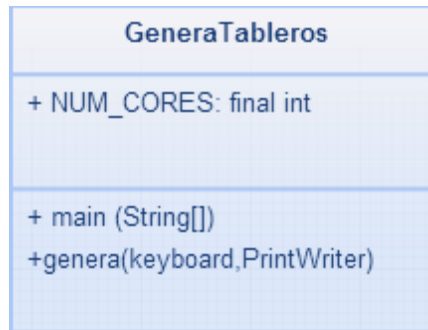 GeneraTableros
+ NUM_CORES: final int
+ main (String[])
+genera(keyboard,PrintWriter)